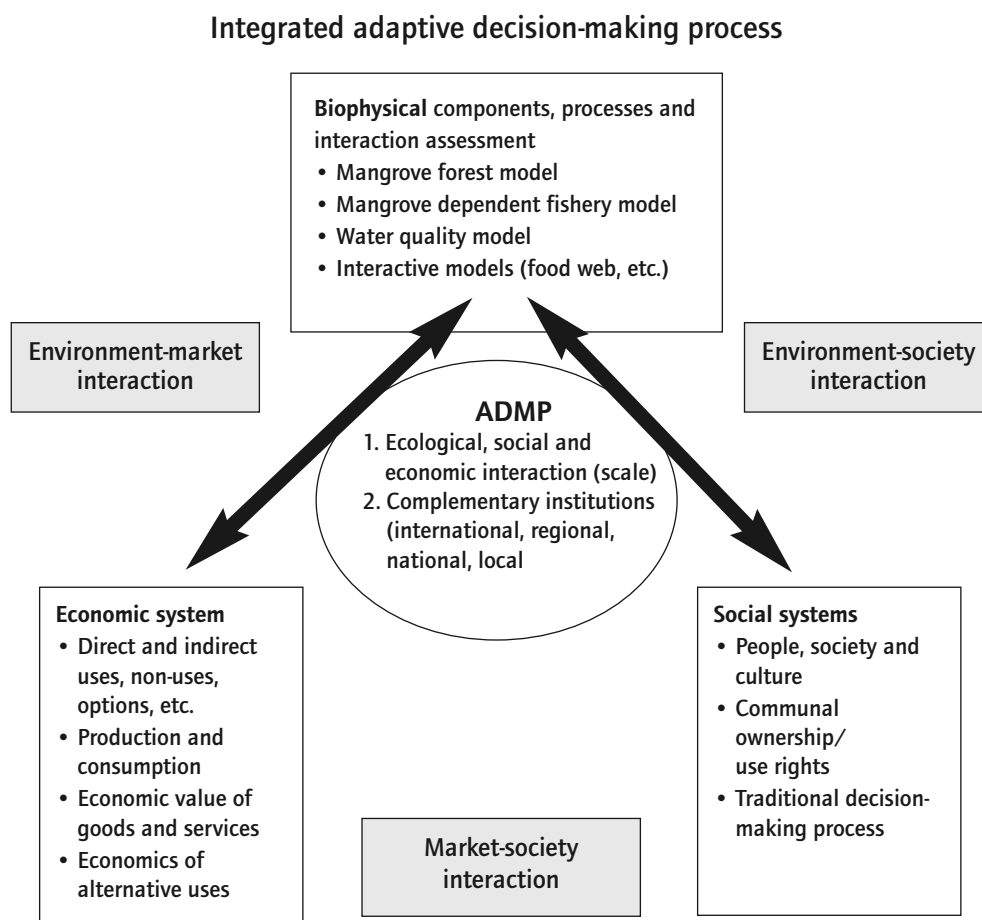 Integrated adaptive decision-making process
Biophysical components, processes and
interaction assessment
• Mangrove forest model
• Mangrove dependent fishery model
• Water quality model
• Interactive models (food web, etc.)
Environment-market
interaction
Environment-society
interaction
ADMP
1. Ecological, social and
economic interaction (scale)
2. Complementary institutions
(international, regional,
national, local
Economic system
• Direct and indirect
uses, non-uses,
options, etc.
• Production and
consumption
• Economic value of
goods and services
• Economics of
alternative uses
Social systems
• People, society and
culture
• Communal
ownership/
use rights
• Traditional decision-
making process
Market-society
interaction